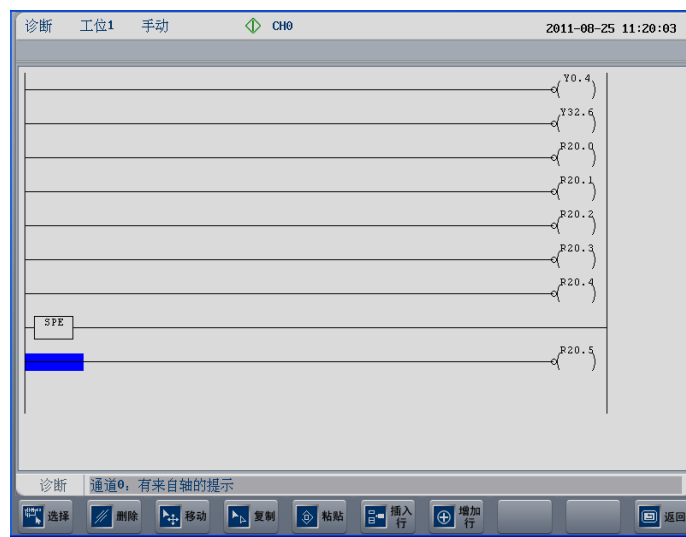 诊断 工位1 手动 CH0 2011-08-25 11:20:03
Y0.4
Y32.6
R20.0
R20.1
R20.2
R20.3
R20.4
SPE
R20.5
诊断 通道0：有来自轴的提示
选择 删除 移动 复制 粘贴 插入行 增加行 返回